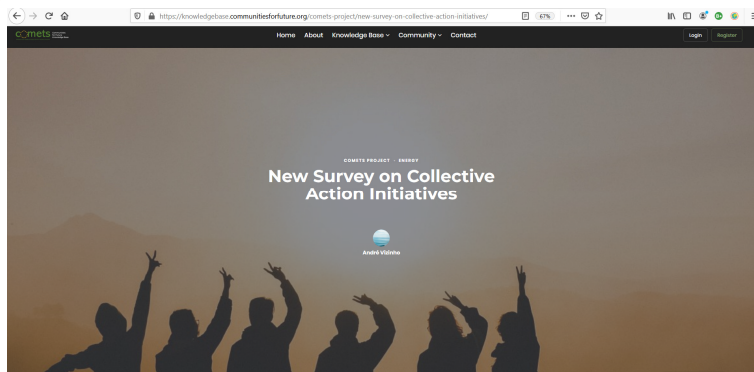 https://knowledgebase.communitiesforfuture.org/comets-project/new-survey-on-collective-action-initiatives/
67%
comets
Home About Knowledge Base Community Contact
Login Register
COMETS PROJECT - ENERGY
New Survey on Collective
Action Initiatives
André Vizinho